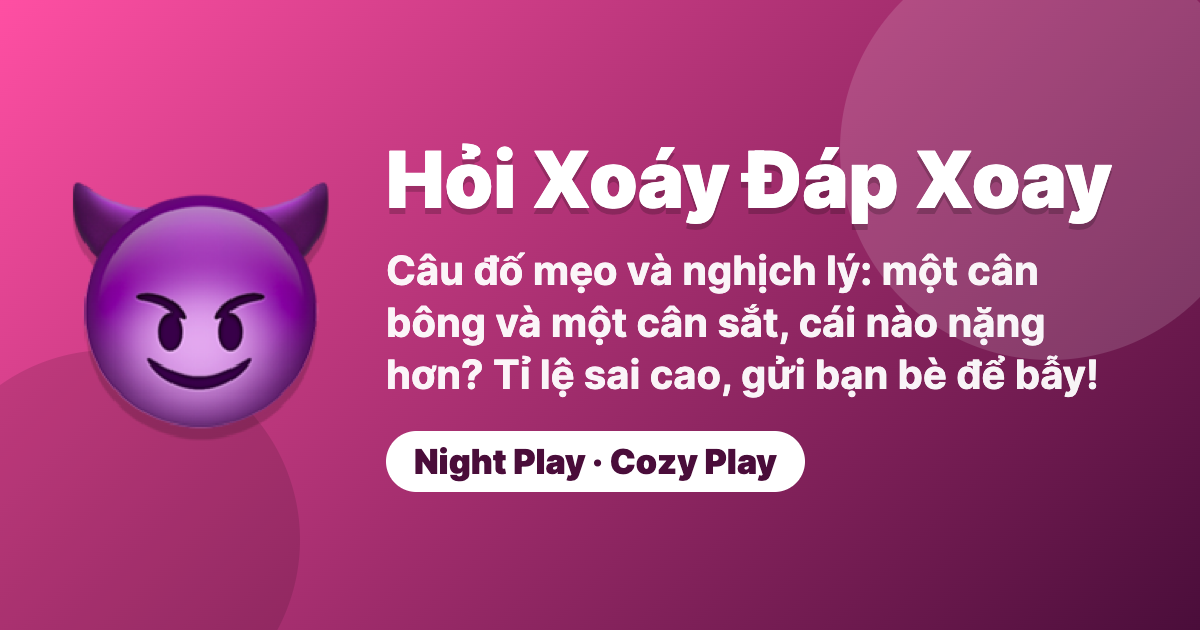 Hỏi Xoáy Đáp Xoay
Câu đố mẹo và nghịch lý: một cân
bông và một cân sắt, cái nào nặng
hơn? Tỉ lệ sai cao, gửi bạn bè để bẫy!
Night Play · Cozy Play